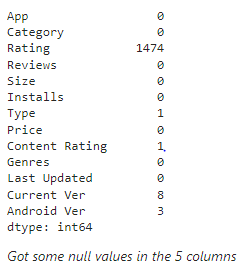 App 0
Category 0
Rating 1474
Reviews 0
Size 0
Installs 0
Type 1
Price 0
Content Rating 1
Genres 0
Last Updated 0
Current Ver 8
Android Ver 3
dtype: int64
Got some null values in the 5 columns